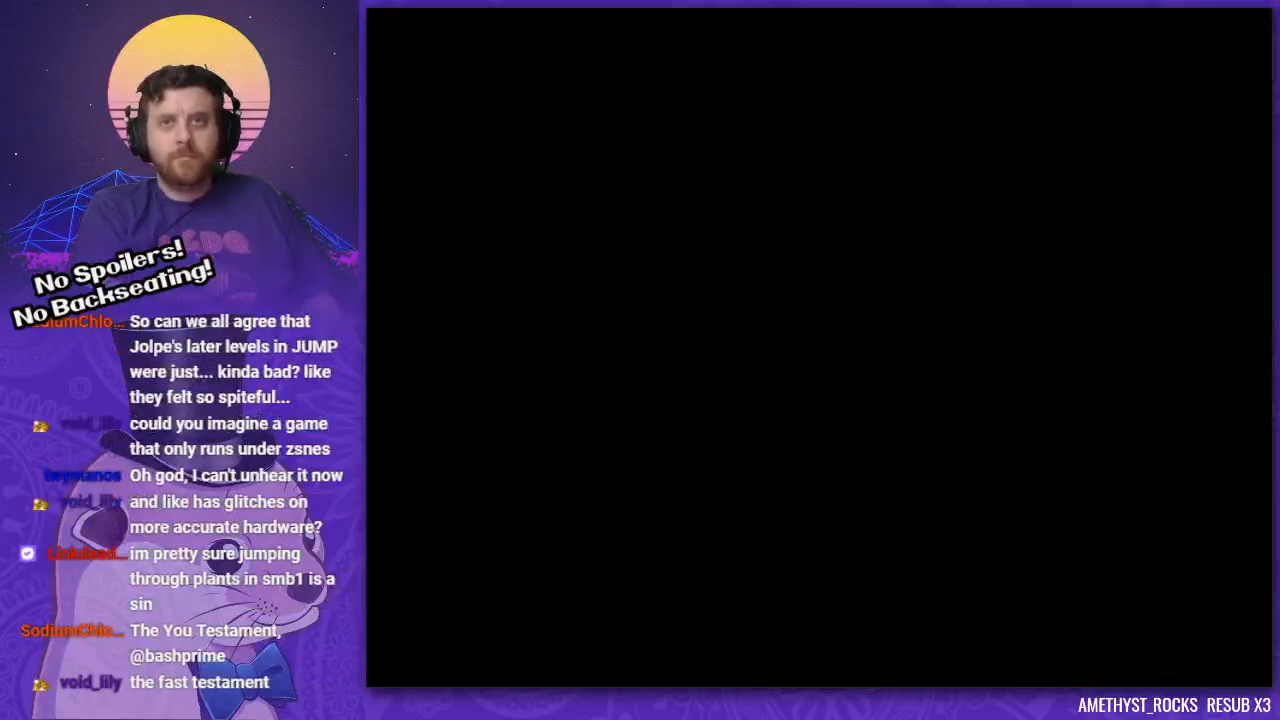 No Spoilers!
No Backseating!
So can we all agree that
Jolpe's later levels in JUMP
were just... kinda bad? like
they felt so spiteful...
void_lily could you imagine a game
that only runs under zsnes
Oh god, I can't unhear it now
void_lily and like has glitches on
more accurate hardware?
Linkdead... im pretty sure jumping
through plants in smb1 is a
sin
SodiumChlo... The You Testament,
@bashprime
void_lily the fast testament
AMETHYST_ROCKS RESUB X3